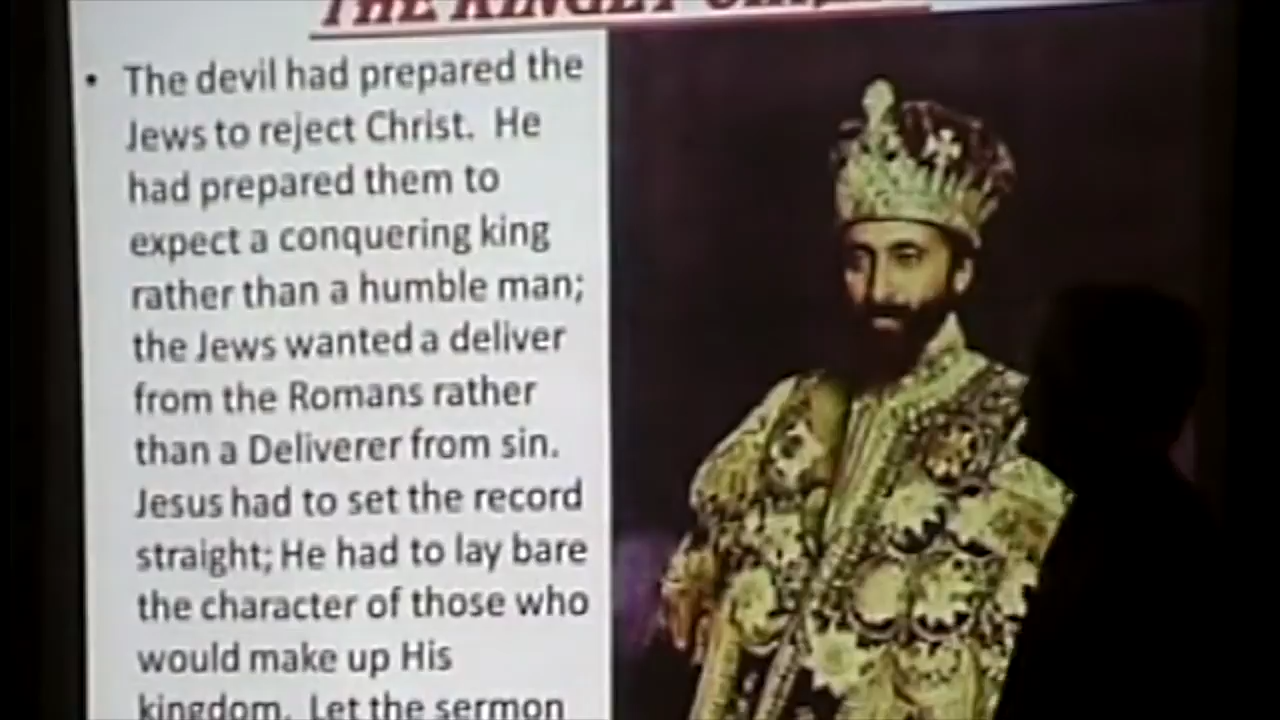 THE
• The devil had prepared the
Jews to reject Christ. He
had prepared them to
expect a conquering king
rather than a humble man;
the Jews wanted a deliver
from the Romans rather
than a Deliverer from sin.
Jesus had to set the record
straight; He had to lay bare
the character of those who
would make up His
kingdom. Let the sermon